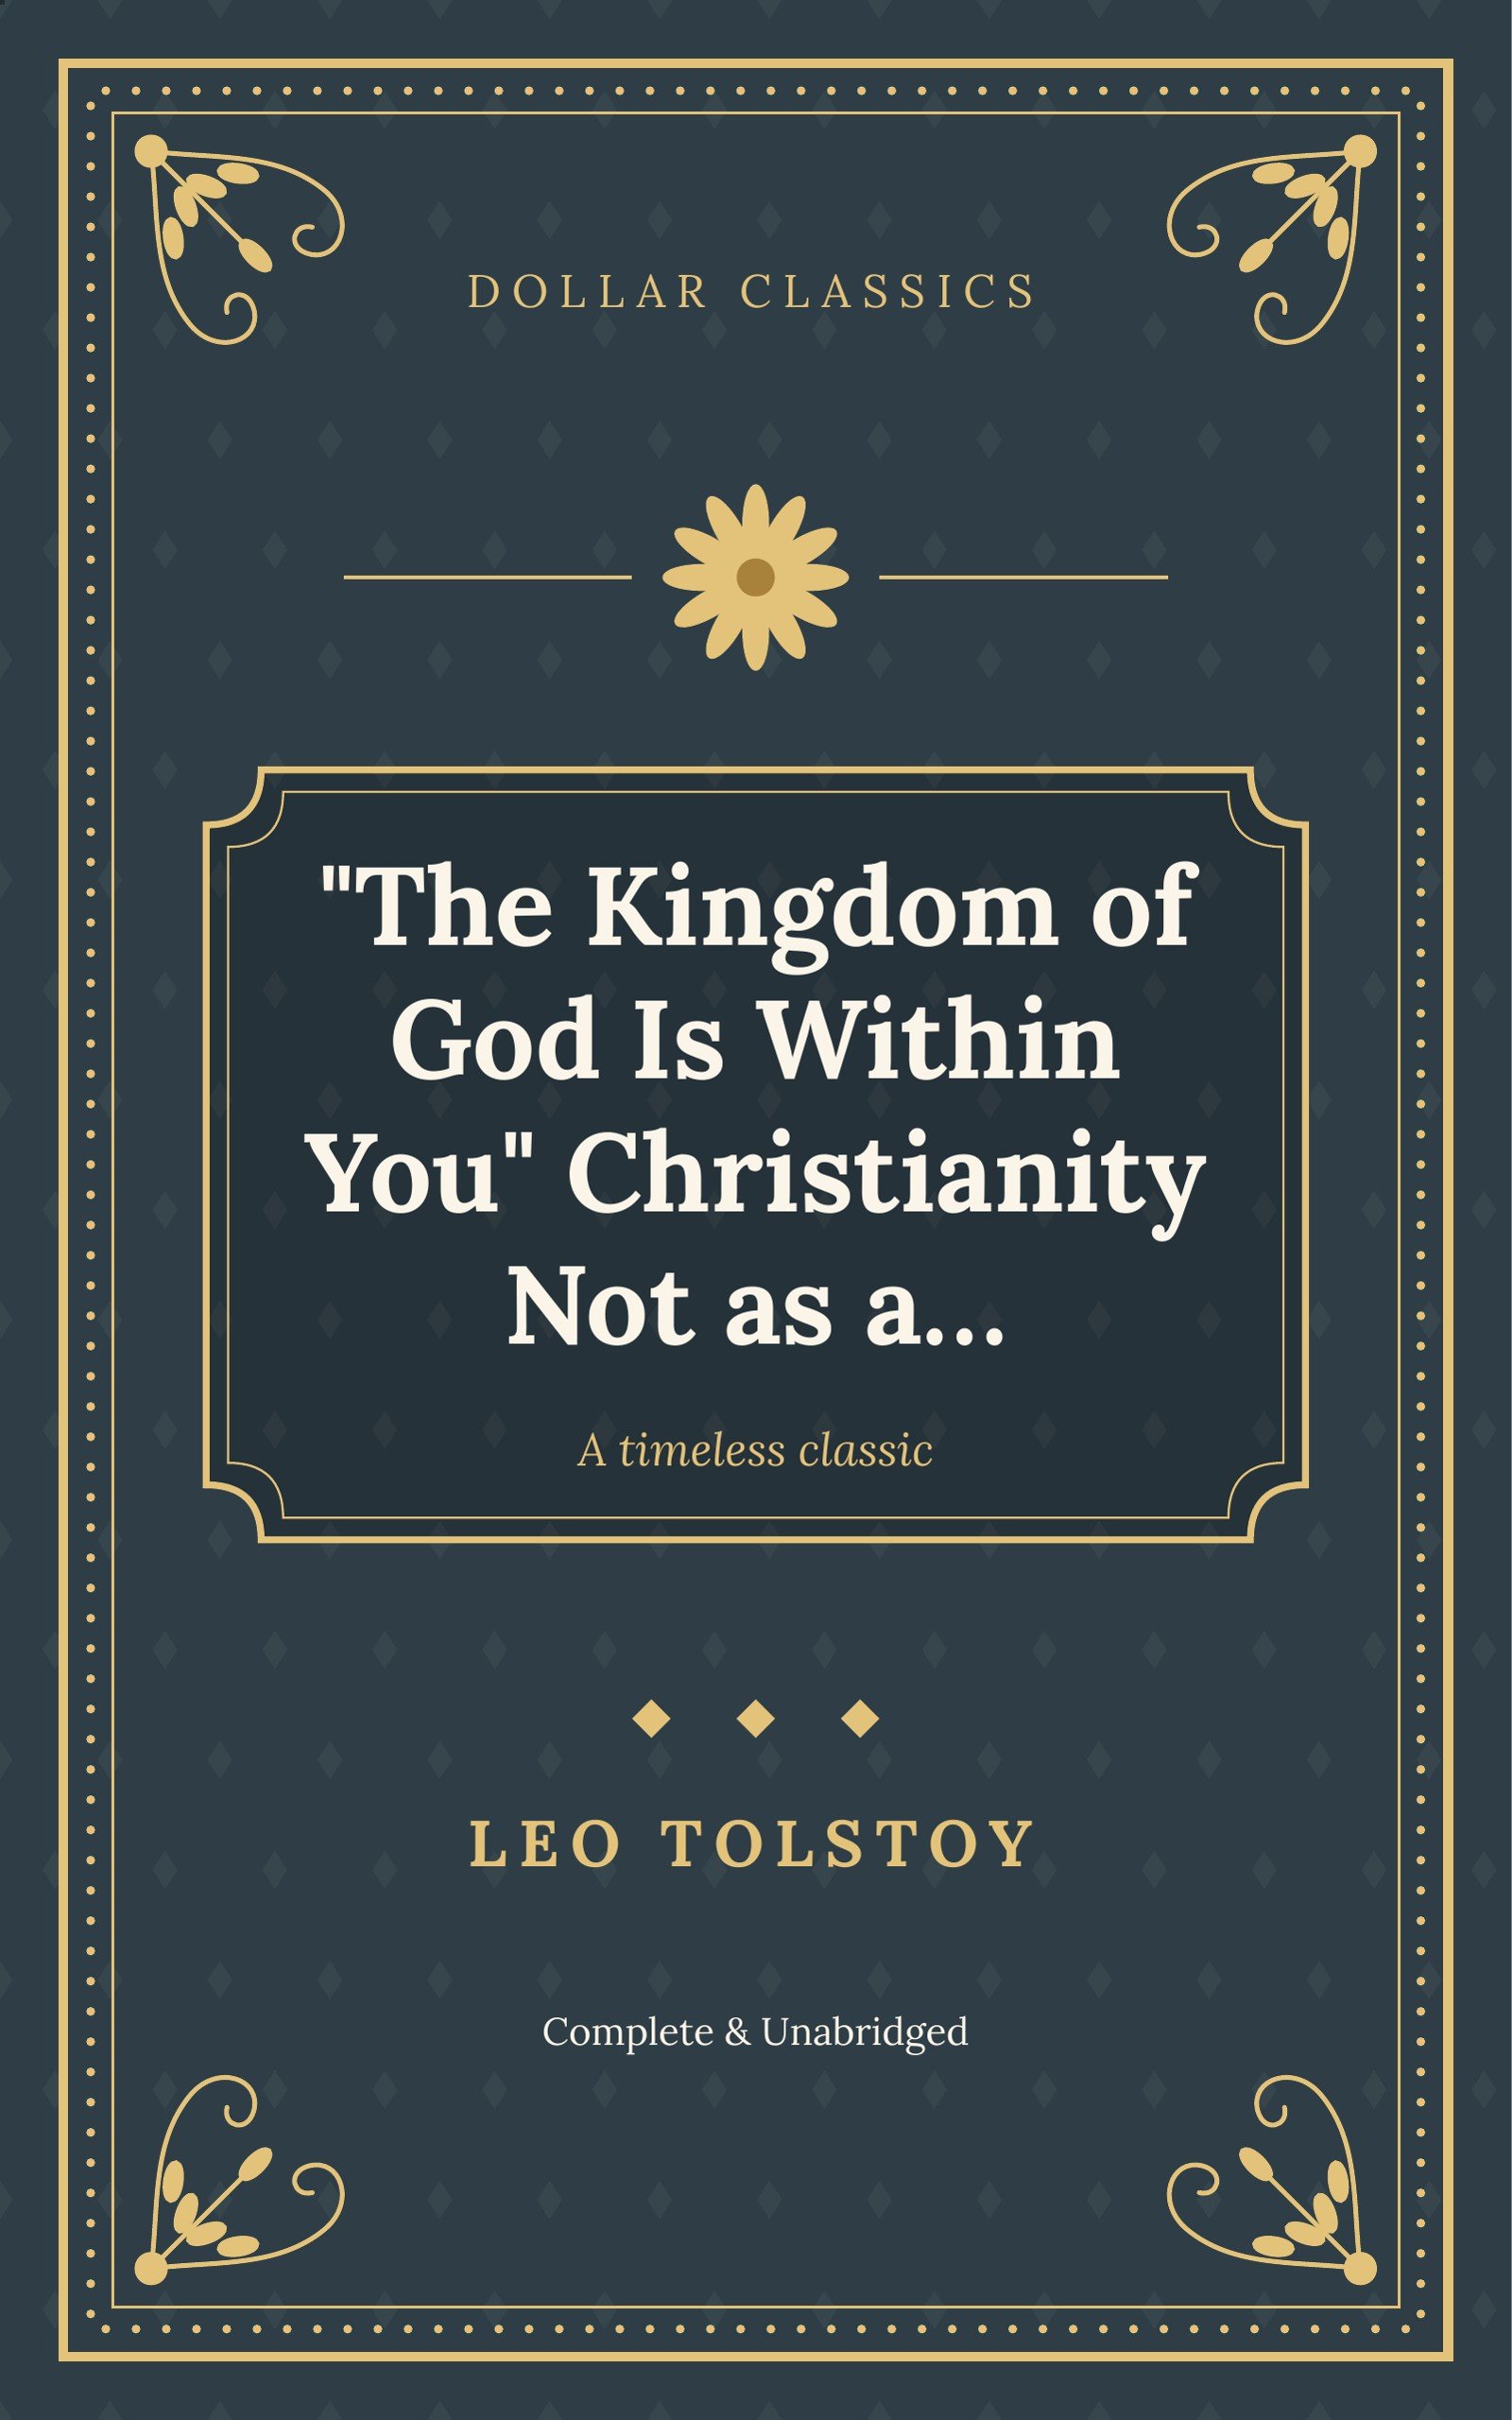 DOLLAR CLASSICS
"The Kingdom of
God Is Within
You" Christianity
Not as a...
A timeless classic
LEO TOLSTOY
Complete & Unabridged